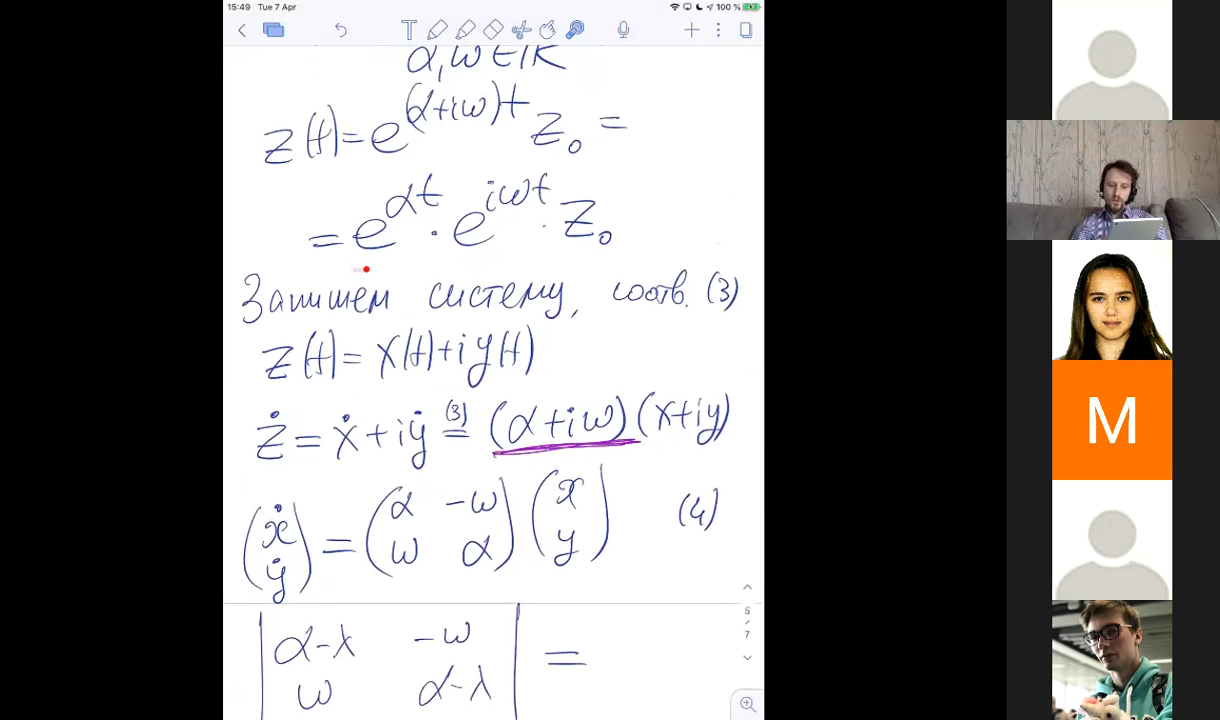 15:49 Tue 7 Apr
100 %
α, ω ∈ ℝ
z(t) = e^{(α+iω)t} z₀ =
= e^{αt} · e^{iωt} · z₀
Запишем систему, соотв. (3)
z(t) = x(t) + i y(t)
ż = ẋ + iẏ (3)= (α + iω)(x + iy)
(ẋ ẏ) = (α -ω ω α) (x y) (4)
|α-λ -ω| =
|ω α-λ|
5 / 7
M